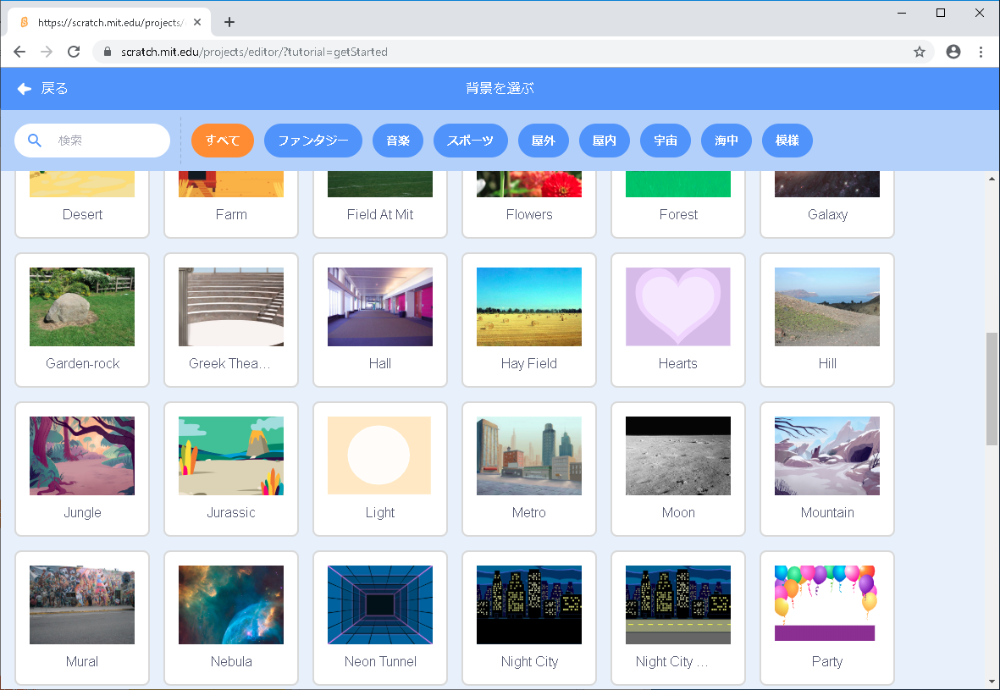 https://scratch.mit.edu/projects/
scratch.mit.edu/projects/editor/?tutorial=getStarted
戻る 背景を選ぶ
検索 すべて ファンタジー 音楽 スポーツ 屋外 屋内 宇宙 海中 模様
Desert Farm Field At Mit Flowers Forest Galaxy
Garden-rock Greek Thea... Hall Hay Field Hearts Hill
Jungle Jurassic Light Metro Moon Mountain
Mural Nebula Neon Tunnel Night City Night City ... Party